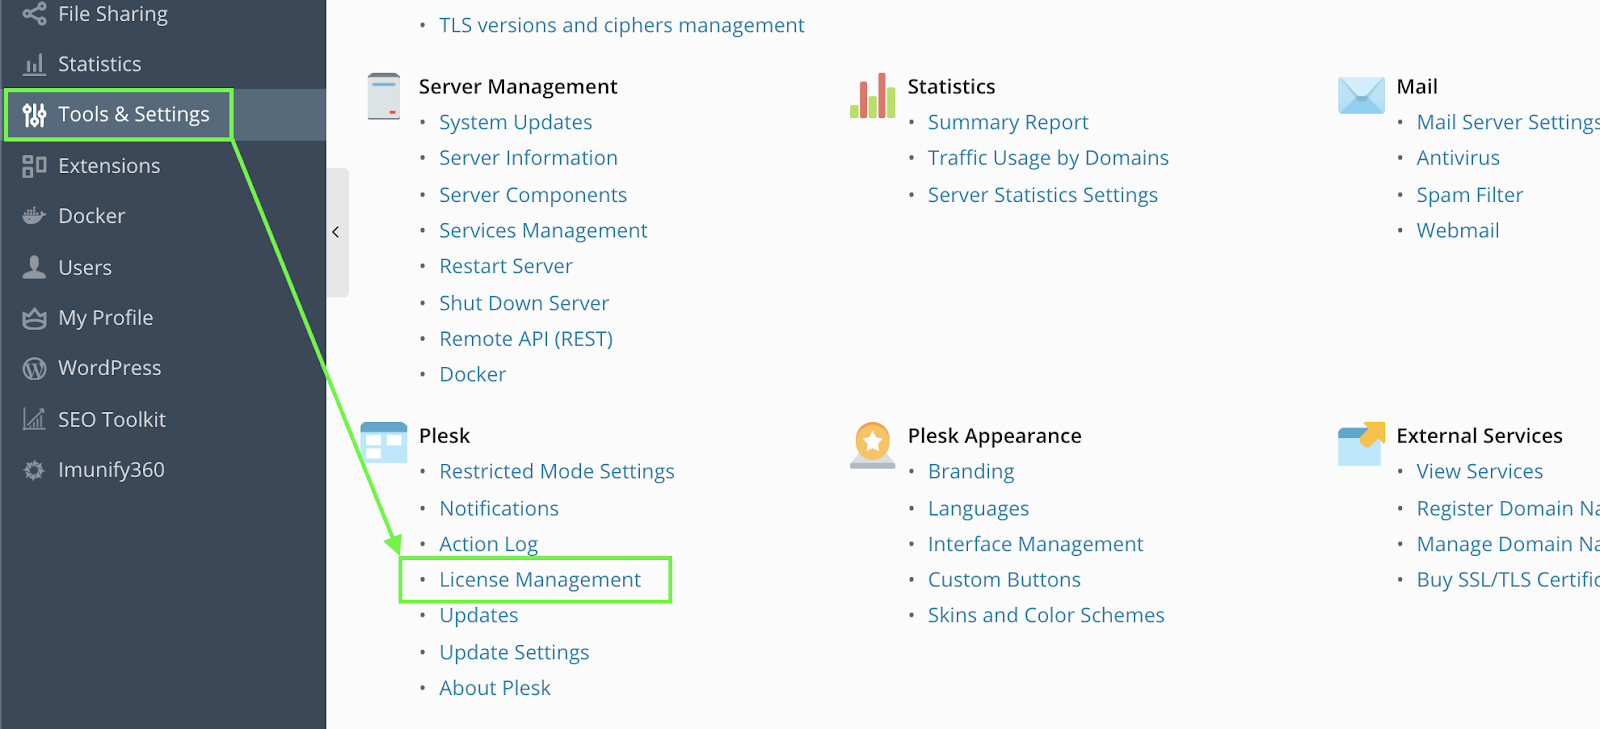 File Sharing
Statistics
Tools & Settings
Extensions
Docker
Users
My Profile
WordPress
SEO Toolkit
Imunify360
• TLS versions and ciphers management
Server Management
• System Updates
• Server Information
• Server Components
• Services Management
• Restart Server
• Shut Down Server
• Remote API (REST)
• Docker
Statistics
• Summary Report
• Traffic Usage by Domains
• Server Statistics Settings
Mail
• Mail Server Settings
• Antivirus
• Spam Filter
• Webmail
Plesk
• Restricted Mode Settings
• Notifications
• Action Log
• License Management
• Updates
• Update Settings
• About Plesk
Plesk Appearance
• Branding
• Languages
• Interface Management
• Custom Buttons
• Skins and Color Schemes
External Services
• View Services
• Register Domain Na
• Manage Domain Na
• Buy SSL/TLS Certific